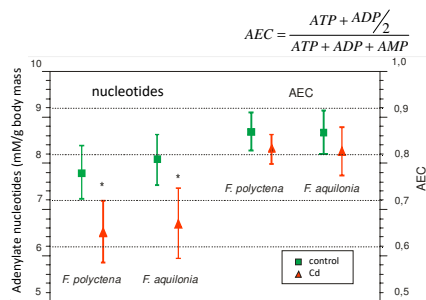 AEC = ATP + ADP/2 / ATP + ADP + AMP
10
1,0
nucleotides
AEC
9
0,9
8
0,8
*
*
F. polyctena
F. aquilonia
7
0,7
6
0,6
control
Cd
F. polyctena
F. aquilonia
5
0,5
Adenylate nucleotides (mM/g body mass)
AEC